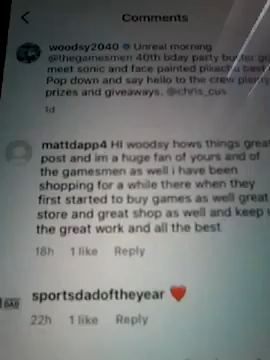 Comments
woodsy2040 Unreal morning
@thegamesmen 40th bday party
meet sonic and face painted best
Pop down and say hello to the crew plenty
prizes and giveaways. @chris_cus
1d
mattdapp4 Hi woodsy hows things great
post and im a huge fan of yours and of
the gamesmen as well i have been
shopping for a while there when they
first started to buy games as well great
store and great shop as well and keep
the great work and all the best
18h 1 like Reply
sportsdadoftheyear ❤️
DAD
22h 1 like Reply